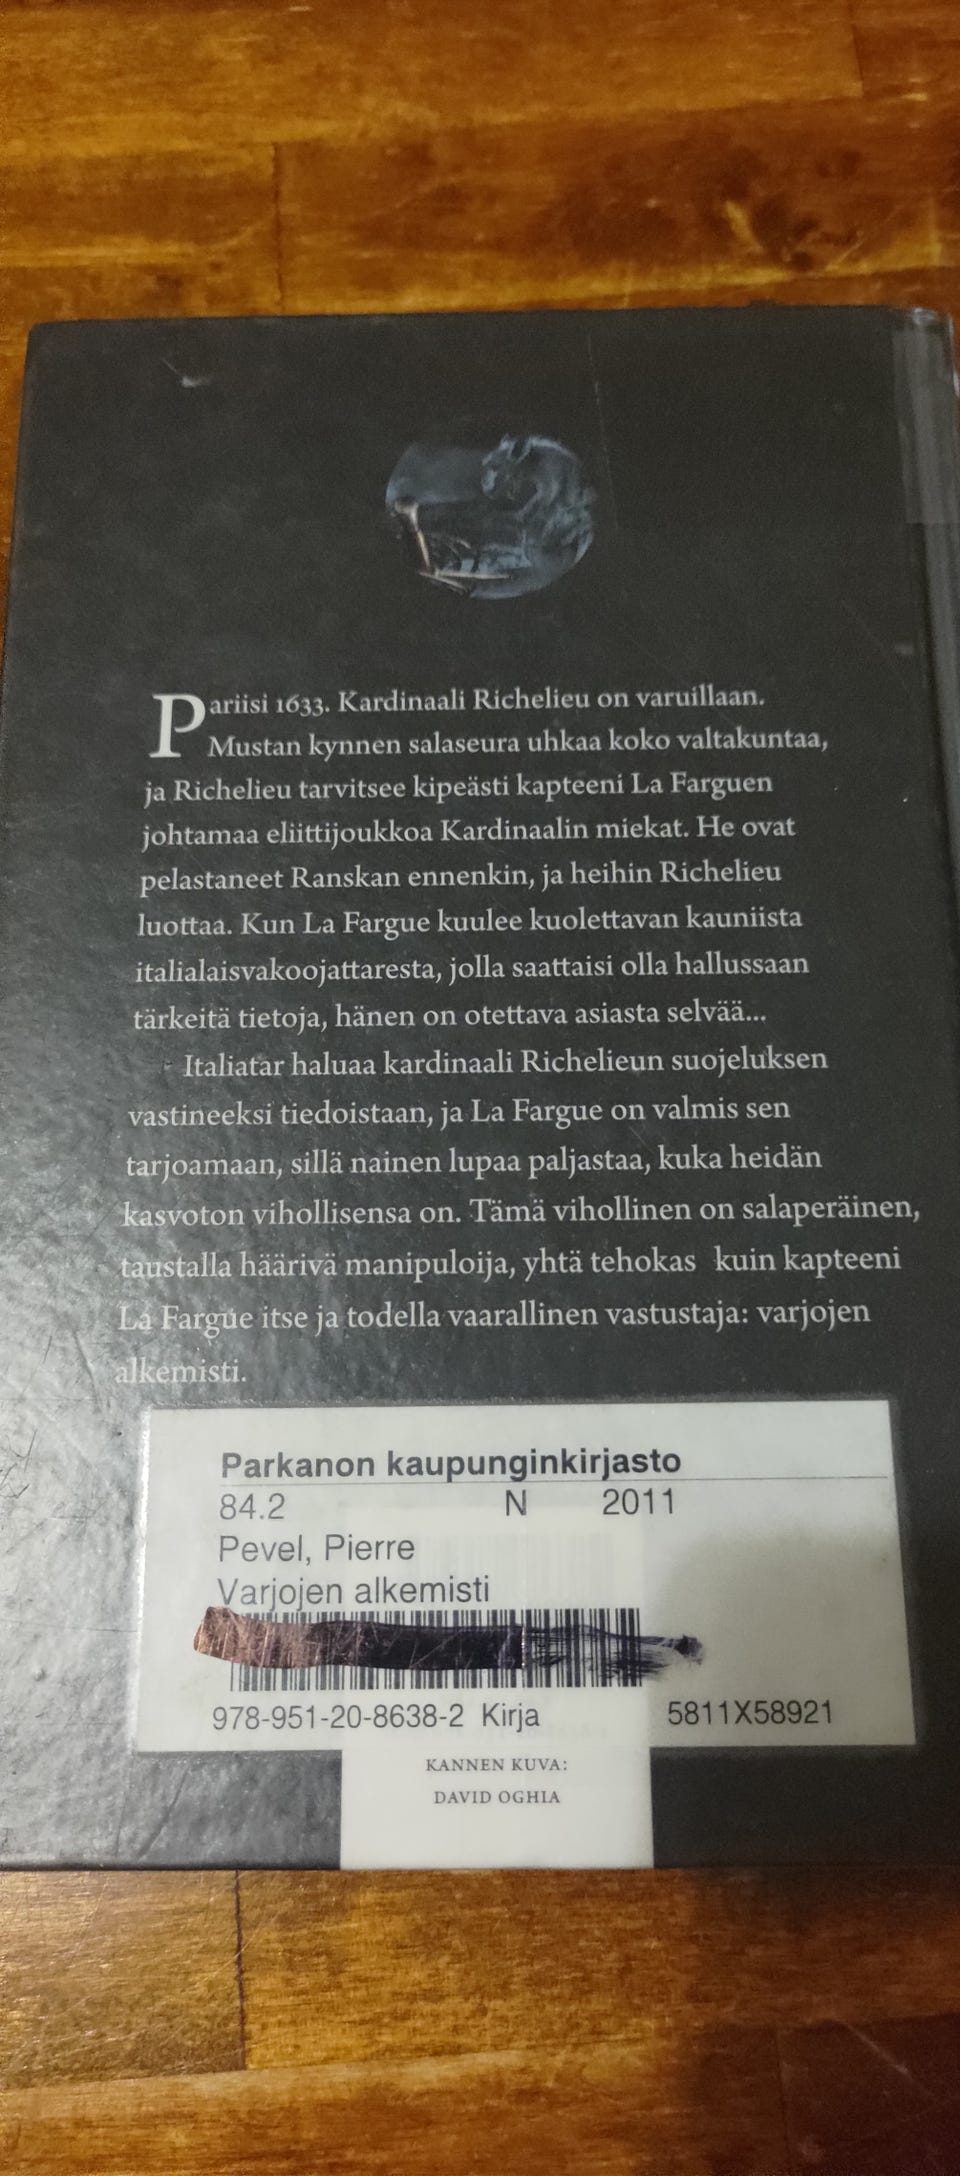 Pariisi 1633. Kardinaali Richelieu on varuillaan.
Mustan kynnen salaseura uhkaa koko valtakuntaa,
ja Richelieu tarvitsee kipeästi kapteeni La Farguen
johtamaa eliittijoukkoa Kardinaalin miekat. He ovat
pelastaneet Ranskan ennenkin, ja heihin Richelieu
luottaa. Kun La Fargue kuulee kuolettavan kauniista
italialaisvakoojattaresta, jolla saattaisi olla hallussaan
tärkeitä tietoja, hänen on otettava asiasta selvää...
Italiatar haluaa kardinaali Richelieun suojeluksen
vastineeksi tiedoistaan, ja La Fargue on valmis sen
tarjoamaan, sillä nainen lupaa paljastaa, kuka heidän
kasvoton vihollisensa on. Tämä vihollinen on salaperäinen,
taustalla häärivä manipuloija, yhtä tehokas kuin kapteeni
La Fargue itse ja todella vaarallinen vastustaja: varjojen
alkemisti.
Parkanon kaupunginkirjasto
84.2 N 2011
Pevel, Pierre
Varjojen alkemisti
978-951-20-8638-2 Kirja 5811X58921
KANNEN KUVA:
DAVID OGHIA